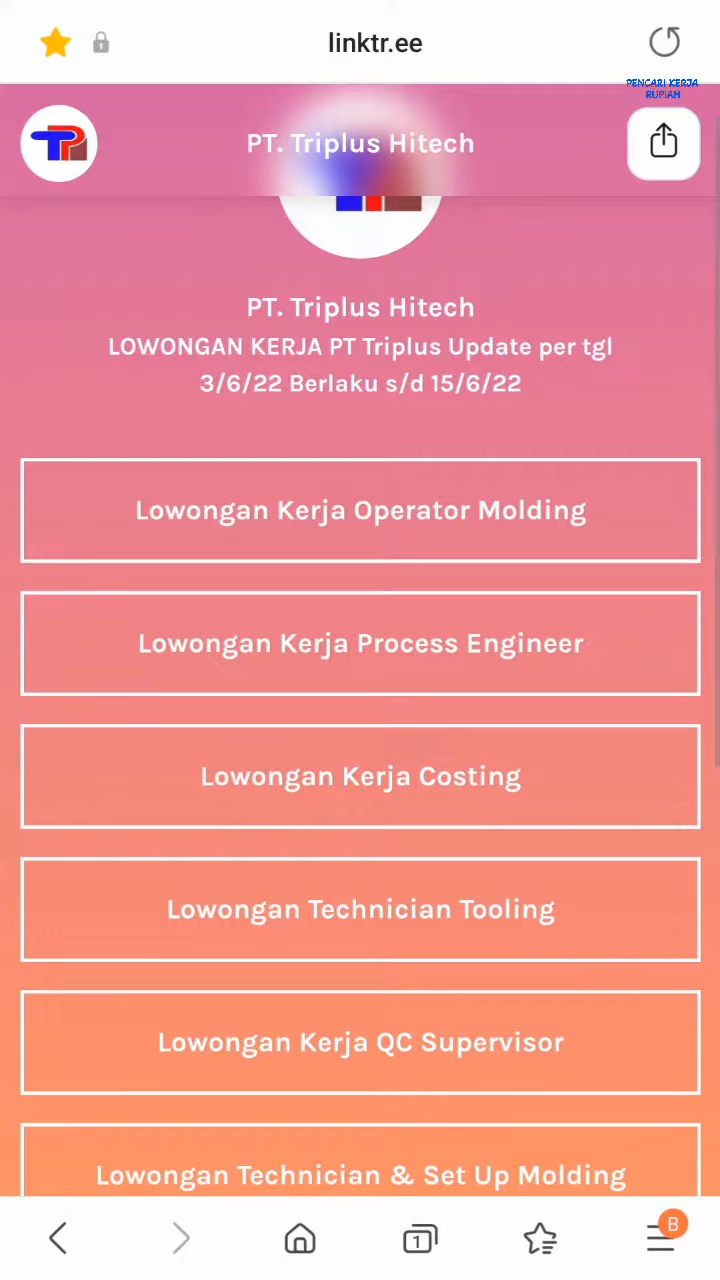 linktr.ee
PENCARI KERJA
RUPIAH
PT. Triplus Hitech
PT. Triplus Hitech
LOWONGAN KERJA PT Triplus Update per tgl
3/6/22 Berlaku s/d 15/6/22
Lowongan Kerja Operator Molding
Lowongan Kerja Process Engineer
Lowongan Kerja Costing
Lowongan Technician Tooling
Lowongan Kerja QC Supervisor
Lowongan Technician & Set Up Molding
1
B